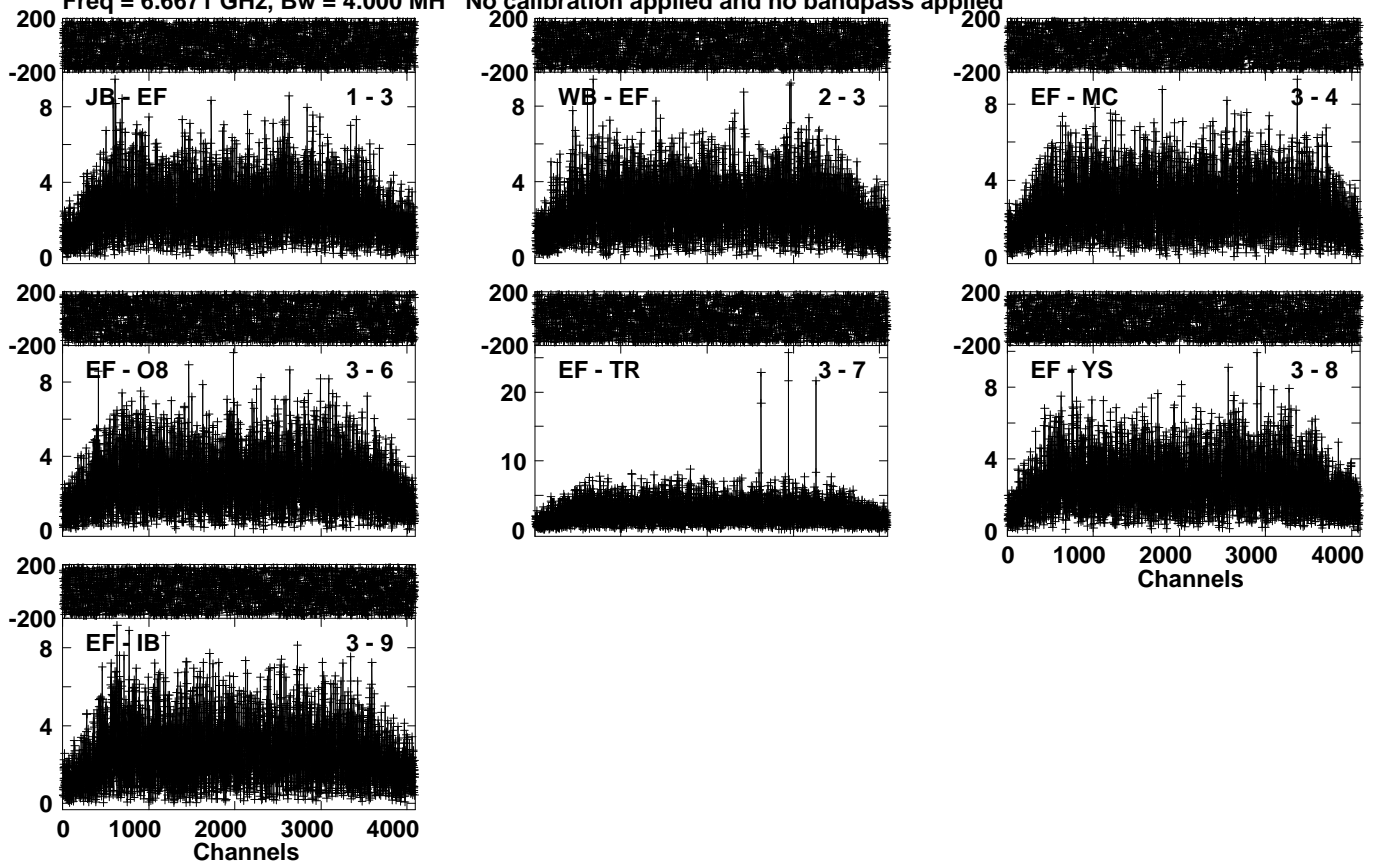 Freq = 6.6671 GHz, Bw = 4.000 MH No calibration applied and no bandpass applied
200 200 200
-200 -200 -200
JB - EF 1 - 3 WB - EF 2 - 3 EF - MC 3 - 4
8 8 8
4 4 4
0 0 0
200 200 200
-200 -200 -200
EF - O8 3 - 6 EF - TR 3 - 7 EF - YS 3 - 8
8 20 8
4 10 4
0 0 0
0 1000 2000 3000 4000
Channels
200
-200
EF - IB 3 - 9
8
4
0
0 1000 2000 3000 4000
Channels